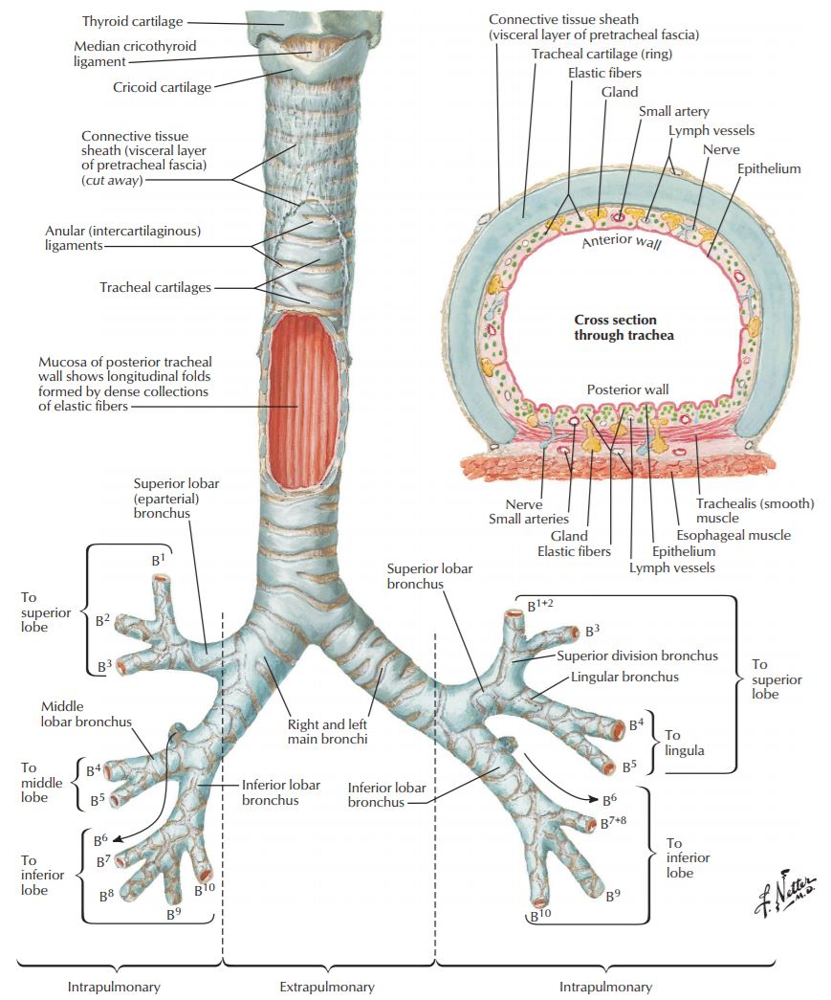 Thyroid cartilage
Median cricothyroid
ligament
Cricoid cartilage
Connective tissue
sheath (visceral layer
of pretracheal fascia)
(cut away)
Anular (intercartilaginous)
ligaments
Tracheal cartilages
Mucosa of posterior tracheal
wall shows longitudinal folds
formed by dense collections
of elastic fibers
Connective tissue sheath
(visceral layer of pretracheal fascia)
Tracheal cartilage (ring)
Elastic fibers
Gland
Small artery
Lymph vessels
Nerve
Epithelium
Anterior wall
Cross section
through trachea
Posterior wall
Nerve
Small arteries
Gland
Elastic fibers
Trachealis (smooth)
muscle
Esophageal muscle
Epithelium
Lymph vessels
Superior lobar
(eparterial)
bronchus
To
superior
lobe
B1
B2
B3
Middle
lobar bronchus
To
middle
lobe
B4
B5
To
inferior
lobe
B6
B7
B8
B9
B10
Right and left
main bronchi
Inferior lobar
bronchus
Superior lobar
bronchus
Inferior lobar
bronchus
B1+2
B3
Superior division bronchus
Lingular bronchus
B4
B5
To
lingula
To
superior
lobe
B6
B7+8
B9
B10
To
inferior
lobe
f. Netter
M.D.
Intrapulmonary
Extrapulmonary
Intrapulmonary